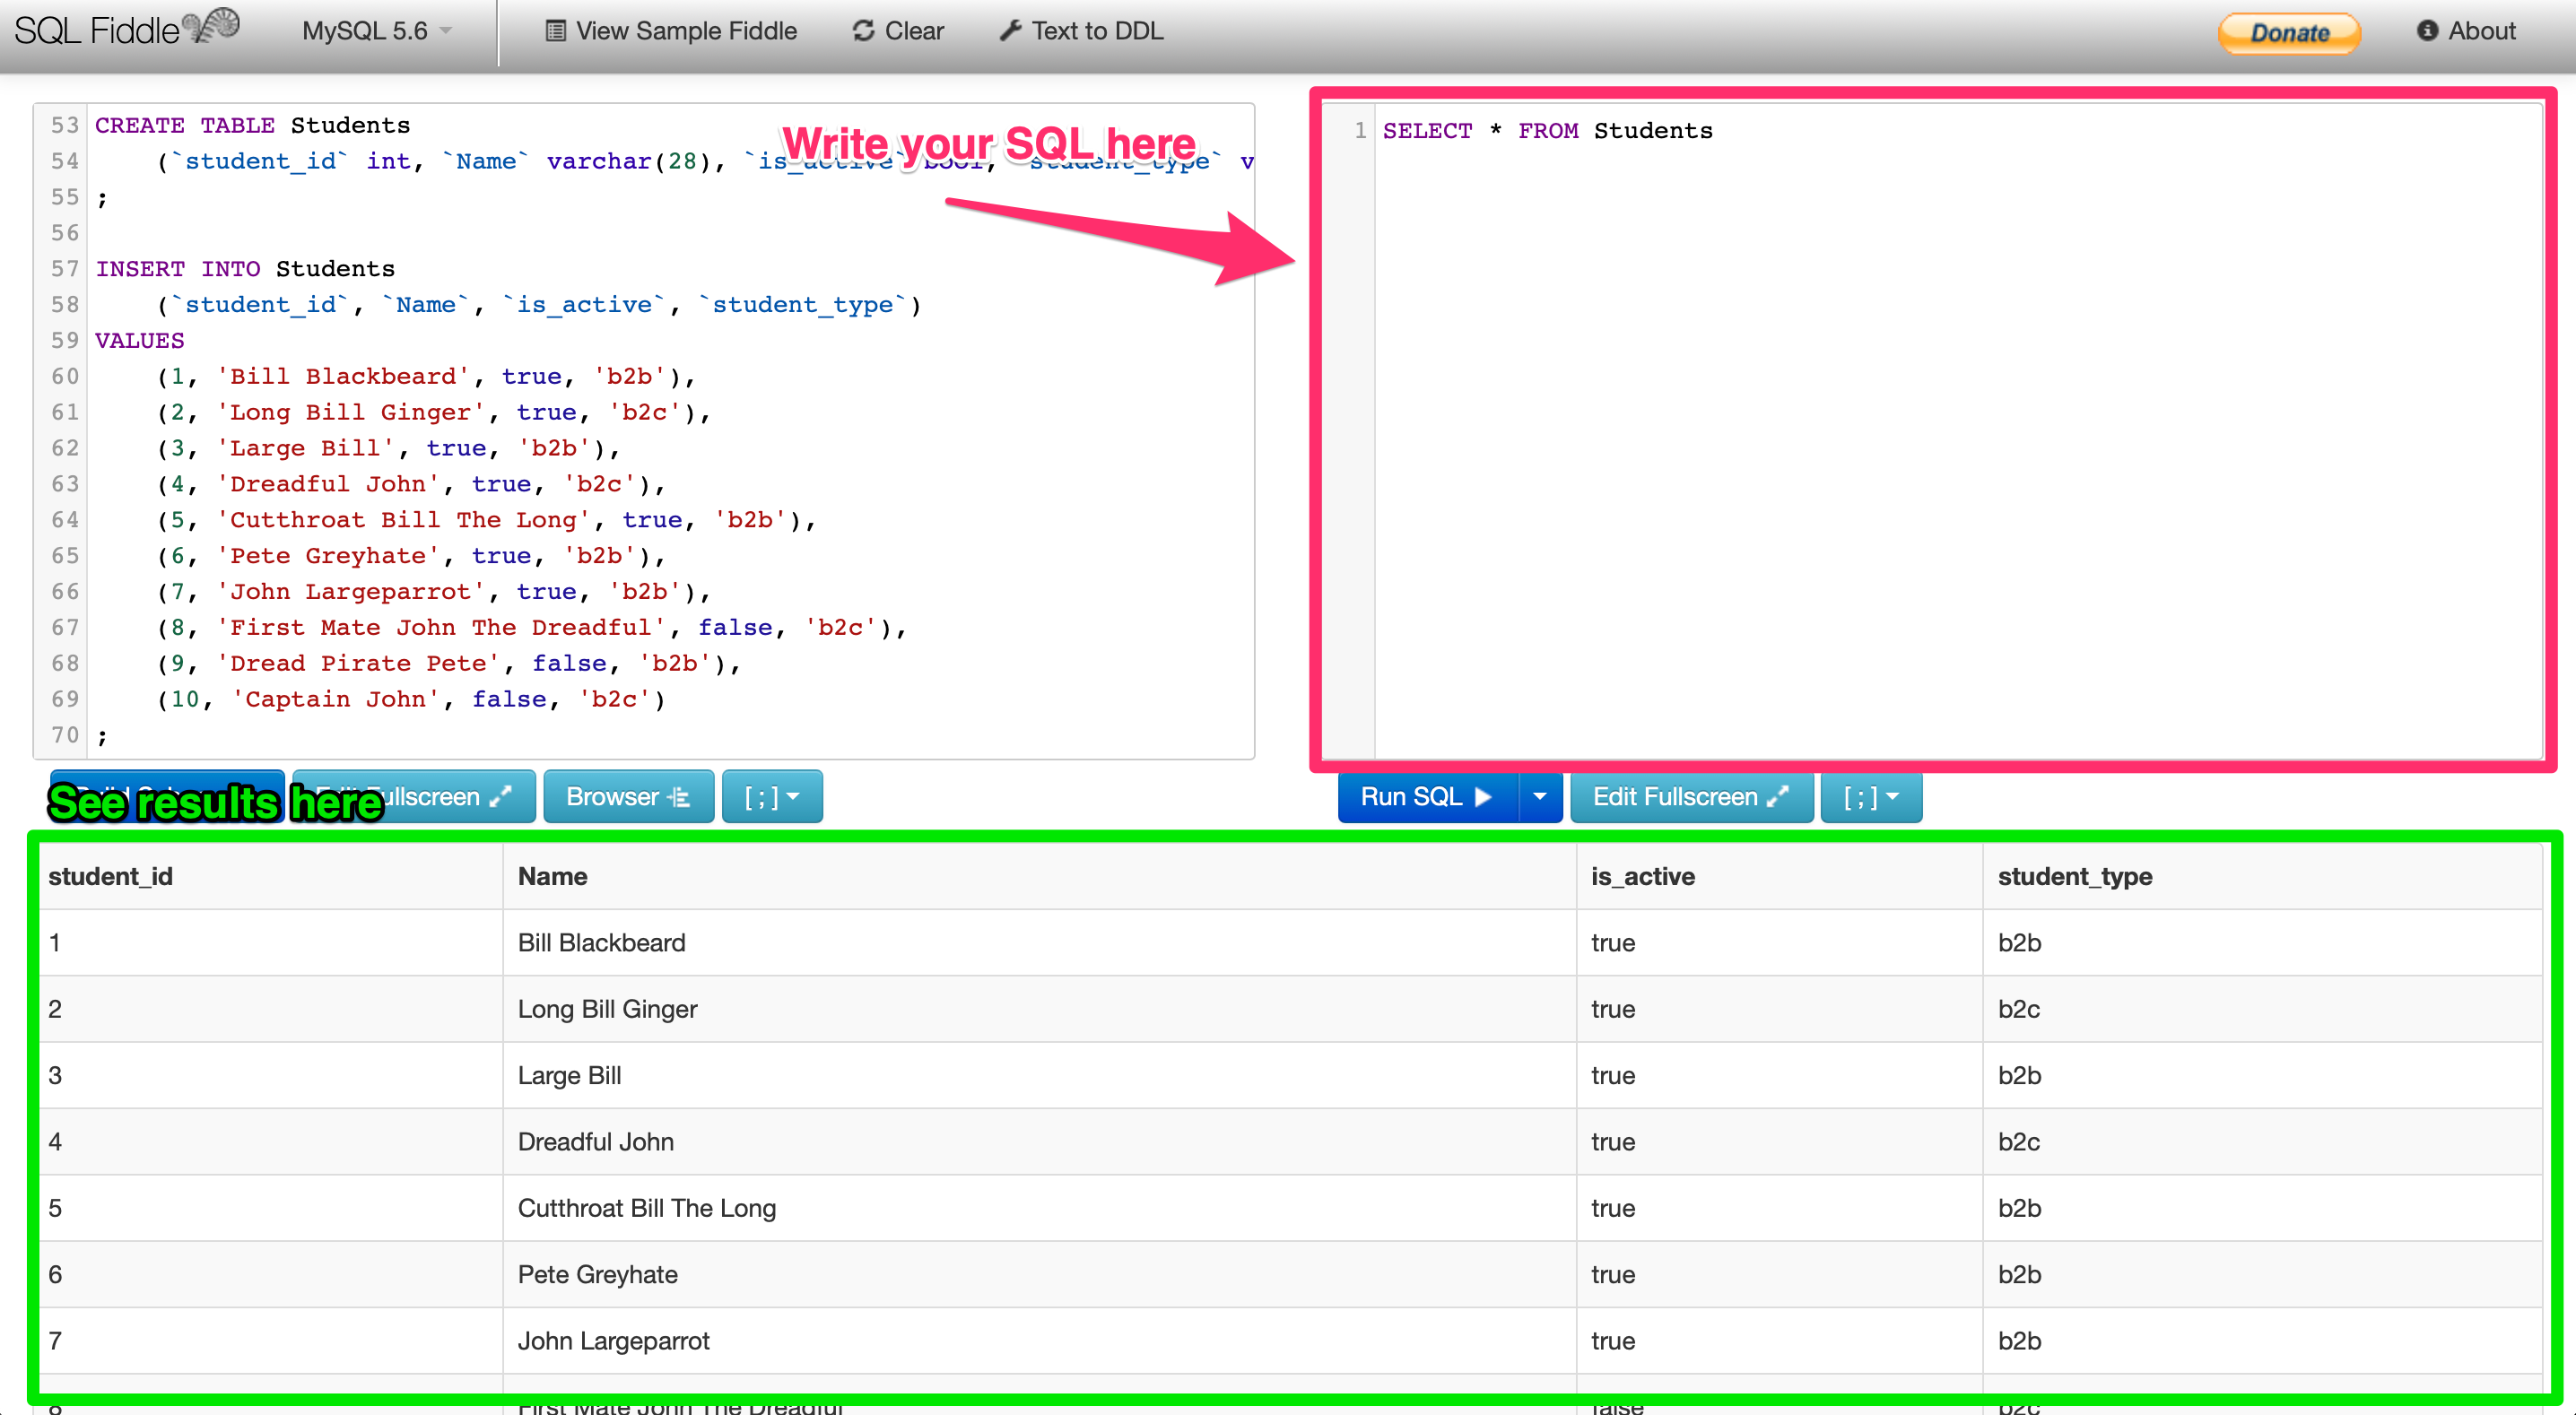 SQL Fiddle MySQL 5.6 View Sample Fiddle Clear Text to DDL Donate About
53 CREATE TABLE Students
54 (`student_id` int, `Name` varchar(28), `is_active` bool, `student_type` v
55 ;
56
57 INSERT INTO Students
58 (`student_id`, `Name`, `is_active`, `student_type`)
59 VALUES
60 (1, 'Bill Blackbeard', true, 'b2b'),
61 (2, 'Long Bill Ginger', true, 'b2c'),
62 (3, 'Large Bill', true, 'b2b'),
63 (4, 'Dreadful John', true, 'b2c'),
64 (5, 'Cutthroat Bill The Long', true, 'b2b'),
65 (6, 'Pete Greyhate', true, 'b2b'),
66 (7, 'John Largeparrot', true, 'b2b'),
67 (8, 'First Mate John The Dreadful', false, 'b2c'),
68 (9, 'Dread Pirate Pete', false, 'b2b'),
69 (10, 'Captain John', false, 'b2c')
70 ;
Write your SQL here
1 SELECT * FROM Students
See results here
Fullscreen Browser [ ; ]
Run SQL Edit Fullscreen [ ; ]
student_id Name is_active student_type
1 Bill Blackbeard true b2b
2 Long Bill Ginger true b2c
3 Large Bill true b2b
4 Dreadful John true b2c
5 Cutthroat Bill The Long true b2b
6 Pete Greyhate true b2b
7 John Largeparrot true b2b
8 First Mate John The Dreadful false b2c